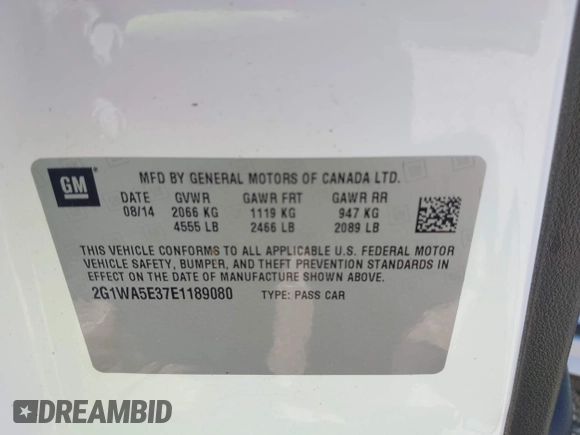 GM
MFD BY GENERAL MOTORS OF CANADA LTD.
DATE GVWR GAWR FRT GAWR RR
08/14 2066 KG 1119 KG 947 KG
4555 LB 2466 LB 2089 LB
THIS VEHICLE CONFORMS TO ALL APPLICABLE U.S. FEDERAL MOTOR
VEHICLE SAFETY, BUMPER, AND THEFT PREVENTION STANDARDS IN
EFFECT ON THE DATE OF MANUFACTURE SHOWN ABOVE.
2G1WA5E37E1189080 TYPE: PASS CAR
DREAMBID